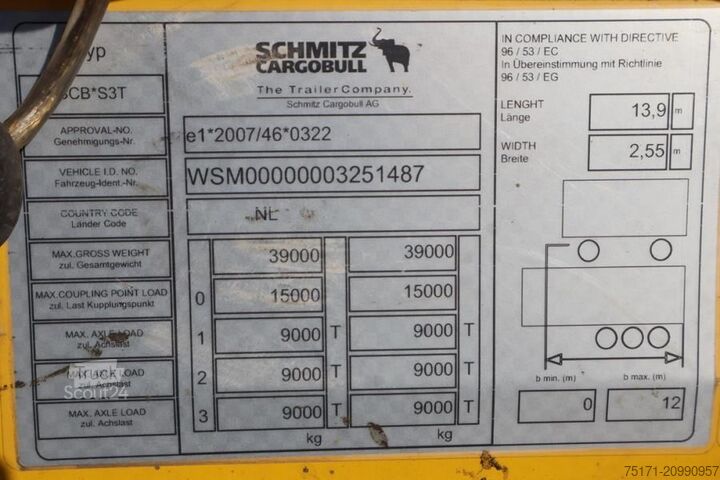 yp
SCHMITZ
CARGOBULL
The TrailerCompany.
Schmitz Cargobull AG
IN COMPLIANCE WITH DIRECTIVE
96 / 53 / EC
In Übereinstimmung mit Richtlinie
96 / 53 / EG
SCB*S3T
LENGHT
Länge
13,9 m
WIDTH
Breite
2,55 m
APPROVAL-NO.
Genehmigungs-Nr.
e1*2007/46*0322
VEHICLE I.D. NO.
Fahrzeug-Ident.-Nr.
WSM00000003251487
COUNTRY CODE
Länder Code
NL
MAX.GROSS WEIGHT
zul. Gesamtgewicht
39000 39000
MAX.COUPLING POINT LOAD
zul. Last Kupplungspunkt
0 15000 15000
MAX. AXLE LOAD
zul. Achslast
1 9000 T 9000 T
MAX. AXLE LOAD
zul. Achslast
2 9000 T 9000 T
MAX. AXLE LOAD
zul. Achslast
3 9000 T 9000 T
kg kg
b min. (m) b max. (m)
0 12
Truck
Scout24
75171-20990957